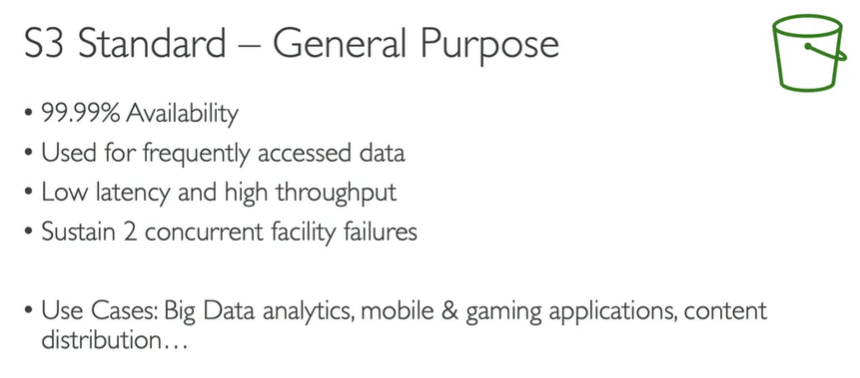 S3 Standard – General Purpose
• 99.99% Availability
• Used for frequently accessed data
• Low latency and high throughput
• Sustain 2 concurrent facility failures
• Use Cases: Big Data analytics, mobile & gaming applications, content
distribution…